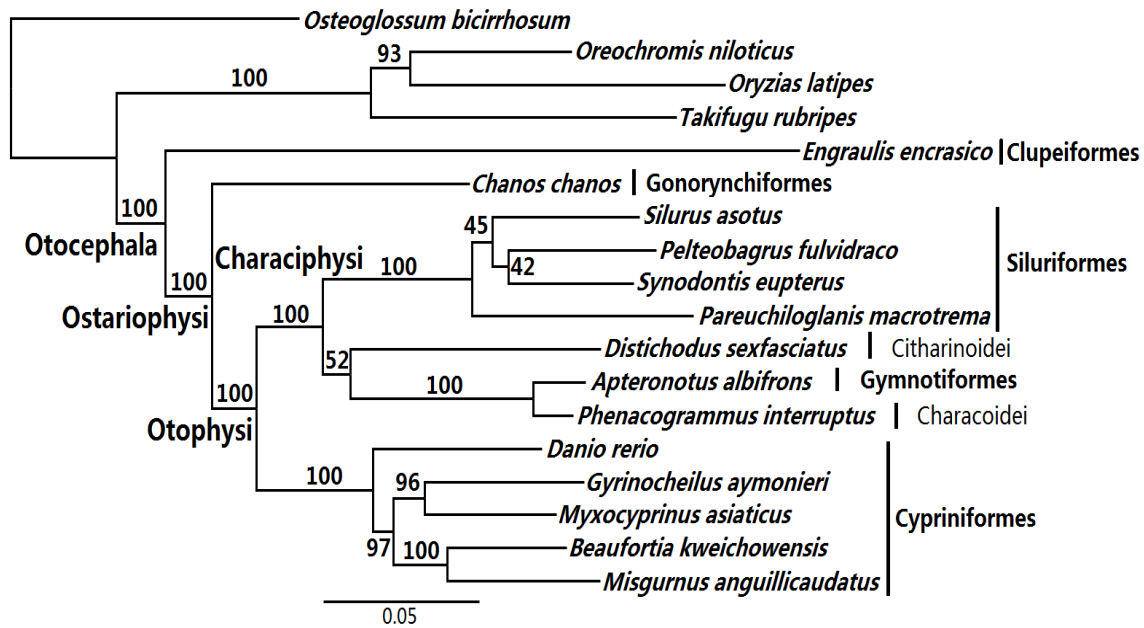 Osteoglossum bicirrhosum
93
Oreochromis niloticus
100
Oryzias latipes
Takifugu rubripes
Engraulis encrasico
Clupeiformes
Chanos chanos
Gonorynchiformes
100
Otocephala
45
Silurus asotus
Characiphysi
100
42
Pelteobagrus fulvidraco
Siluriformes
100
Synodontis eupterus
Ostariophysi
100
Pareuchiloglanis macrotrema
52
Distichodus sexfasciatus
Citharinoidei
100
100
Apteronotus albifrons
Gymnotiformes
Otophysi
Phenacogrammus interruptus
Characoidei
Danio rerio
100
96
Gyrinocheilus aymonieri
Myxocyprinus asiaticus
Cypriniformes
97
100
Beaufortia kweichowensis
Misgurnus anguillicaudatus
0.05